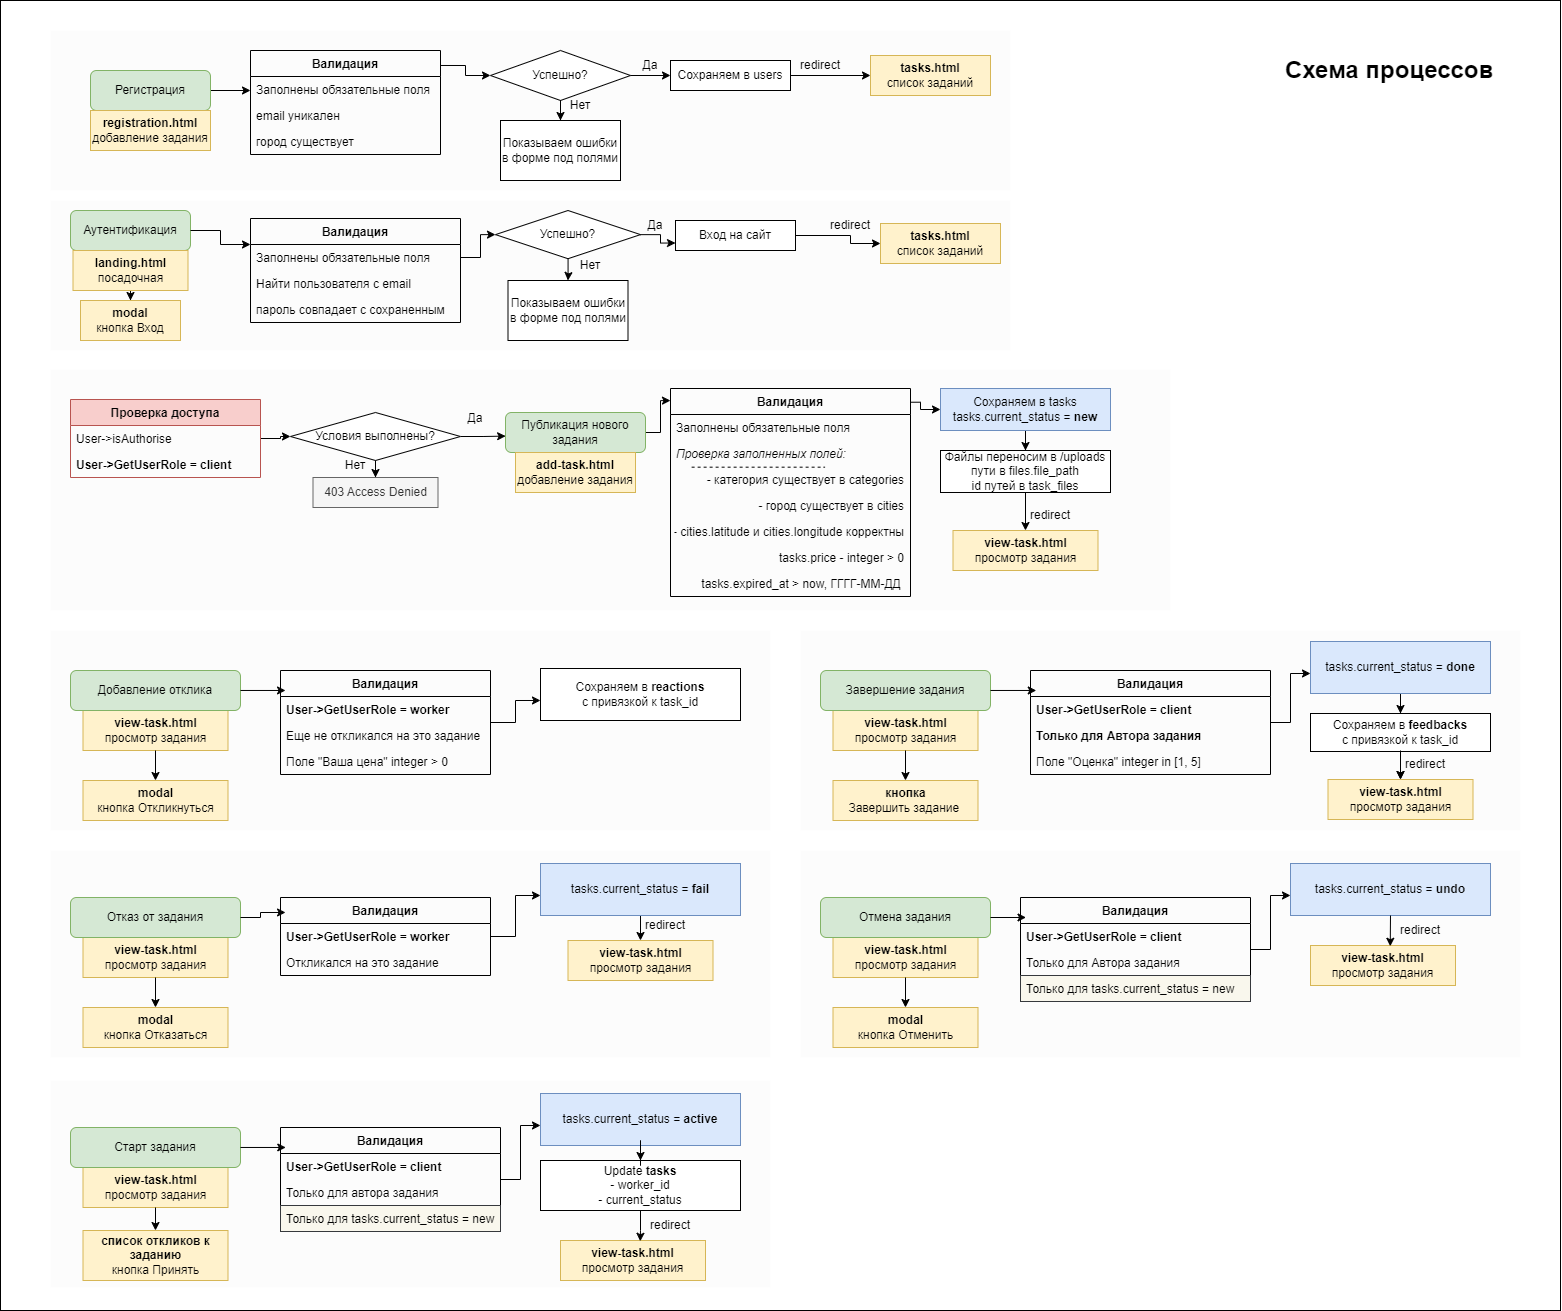 Схема процессов
Регистрация
registration.html
добавление задания
Валидация
Заполнены обязательные поля
email уникален
город существует
Успешно?
Да
Нет
Показываем ошибки
в форме под полями
Сохраняем в users
redirect
tasks.html
список заданий
Аутентификация
landing.html
посадочная
modal
кнопка Вход
Валидация
Заполнены обязательные поля
Найти пользователя с email
пароль совпадает с сохраненным
Успешно?
Да
Нет
Показываем ошибки
в форме под полями
Вход на сайт
redirect
tasks.html
список заданий
Проверка доступа
User->isAuthorise
User->GetUserRole = client
Условия выполнены?
Да
Нет
403 Access Denied
Публикация нового
задания
add-task.html
добавление задания
Валидация
Заполнены обязательные поля
Проверка заполненных полей:
- категория существует в categories
- город существует в cities
- cities.latitude и cities.longitude корректны
tasks.price - integer > 0
tasks.expired_at > now, ГГГГ-ММ-ДД
Сохраняем в tasks
tasks.current_status = new
Файлы переносим в /uploads
пути в files.file_path
id путей в task_files
redirect
view-task.html
просмотр задания
Добавление отклика
view-task.html
просмотр задания
modal
кнопка Откликнуться
Валидация
User->GetUserRole = worker
Еще не откликался на это задание
Поле "Ваша цена" integer > 0
Сохраняем в reactions
с привязкой к task_id
Завершение задания
view-task.html
просмотр задания
кнопка
Завершить задание
Валидация
User->GetUserRole = client
Только для Автора задания
Поле "Оценка" integer in [1, 5]
tasks.current_status = done
Сохраняем в feedbacks
с привязкой к task_id
redirect
view-task.html
просмотр задания
Отказ от задания
view-task.html
просмотр задания
modal
кнопка Отказаться
Валидация
User->GetUserRole = worker
Откликался на это задание
tasks.current_status = fail
redirect
view-task.html
просмотр задания
Отмена задания
view-task.html
просмотр задания
modal
кнопка Отменить
Валидация
User->GetUserRole = client
Только для Автора задания
Только для tasks.current_status = new
tasks.current_status = undo
redirect
view-task.html
просмотр задания
Старт задания
view-task.html
просмотр задания
список откликов к
заданию
кнопка Принять
Валидация
User->GetUserRole = client
Только для автора задания
Только для tasks.current_status = new
tasks.current_status = active
Update tasks
- worker_id
- current_status
redirect
view-task.html
просмотр задания